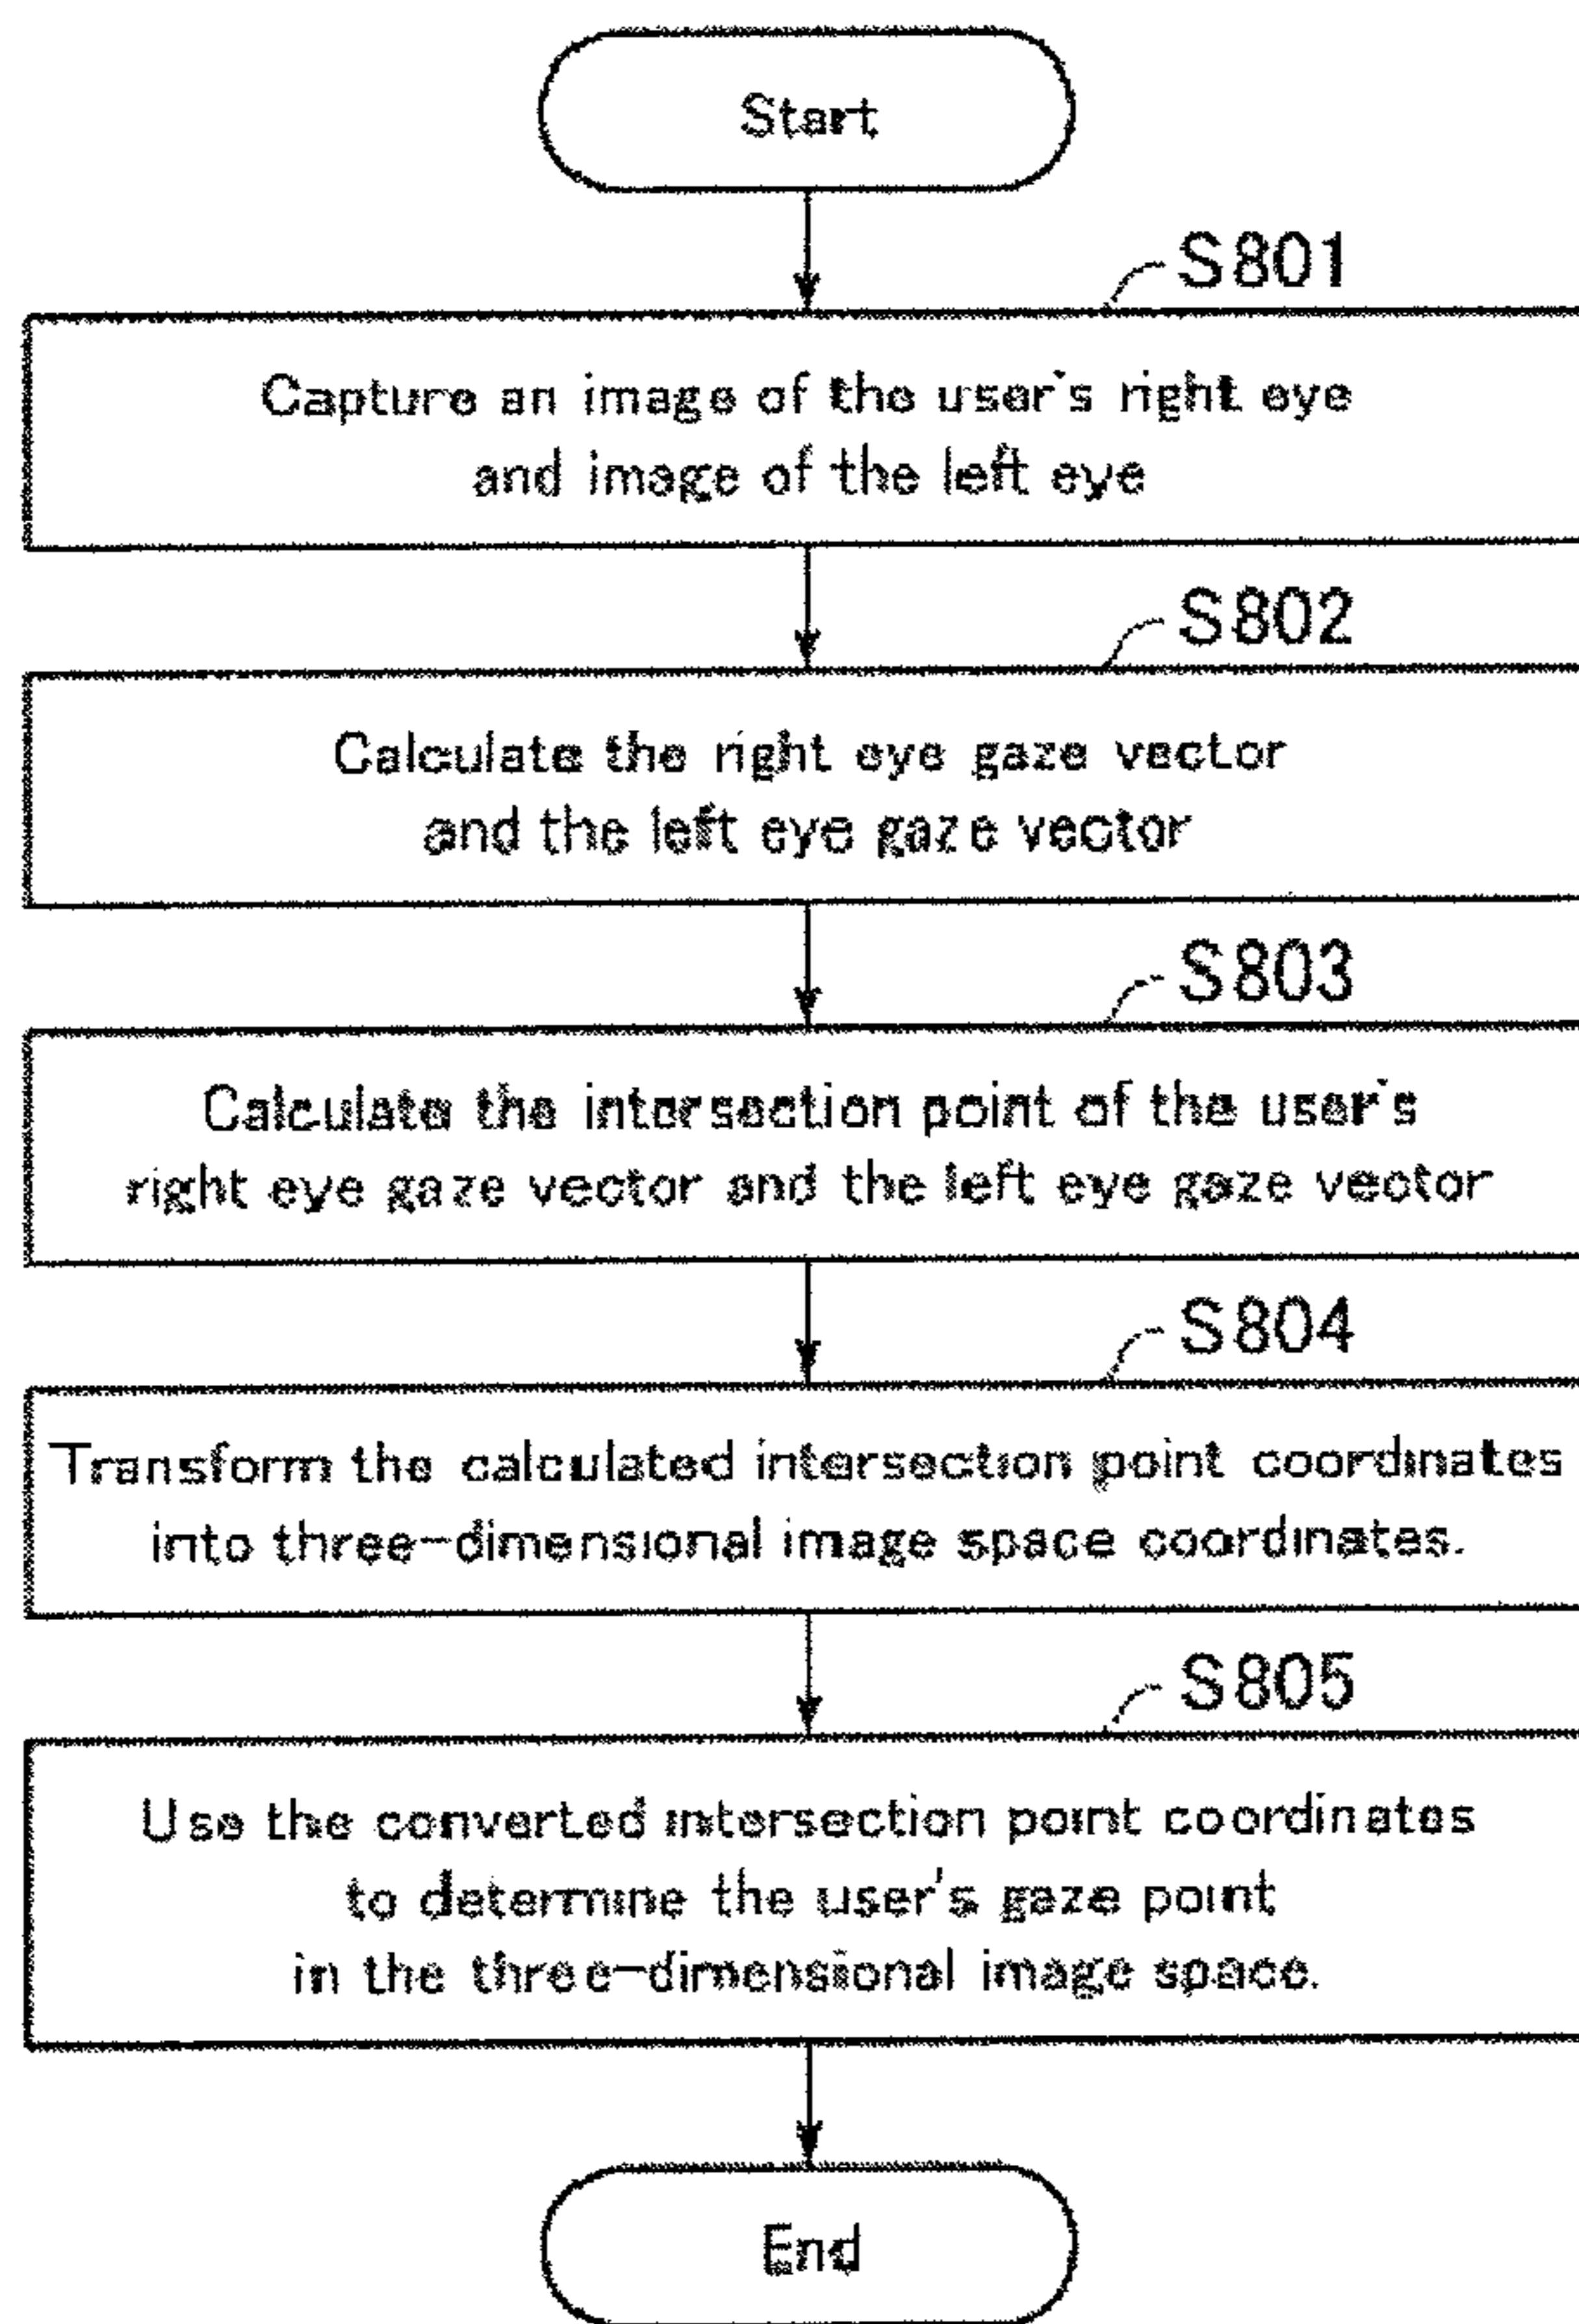 Start
S801
Capture an image of the user's right eye
and image of the left eye
S802
Calculate the right eye gaze vector
and the left eye gaze vector
S803
Calculate the intersection point of the user's
right eye gaze vector and the left eye gaze vector
S804
Transform the calculated intersection point coordinates
into three-dimensional image space coordinates.
S805
Use the converted intersection point coordinates
to determine the user's gaze point
in the three-dimensional image space.
End